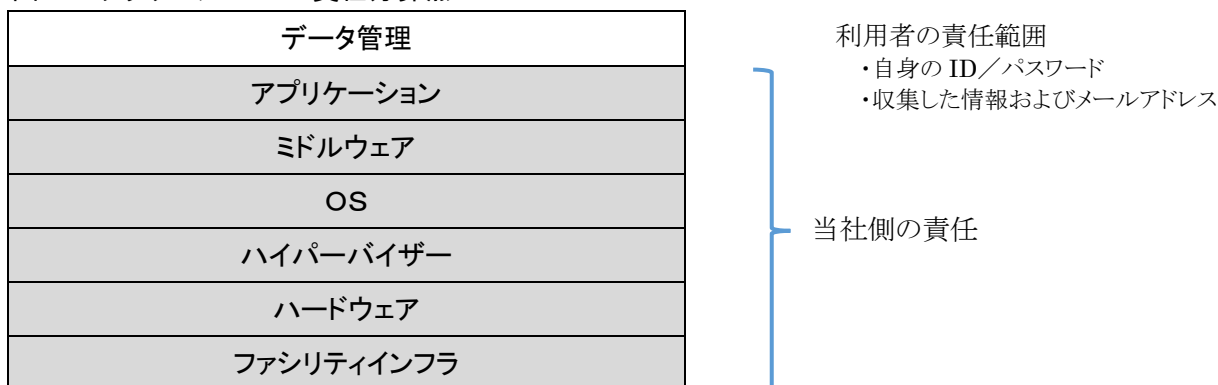 データ管理
利用者の責任範囲
・自身の ID／パスワード
・収集した情報およびメールアドレス
アプリケーション
ミドルウェア
ＯＳ
ハイパーバイザー
ハードウェア
ファシリティインフラ
当社側の責任